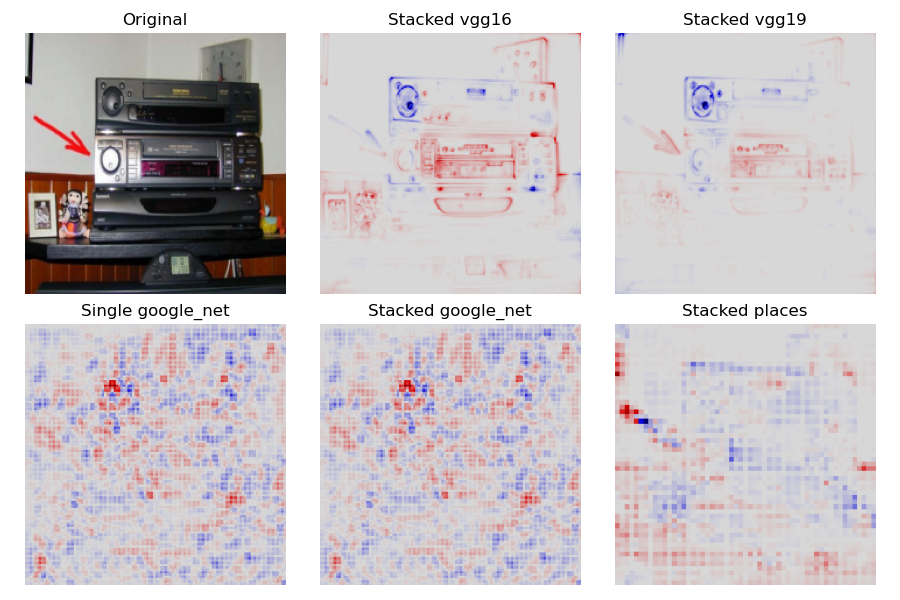 Original
Stacked vgg16
Stacked vgg19
Single google_net
Stacked google_net
Stacked places